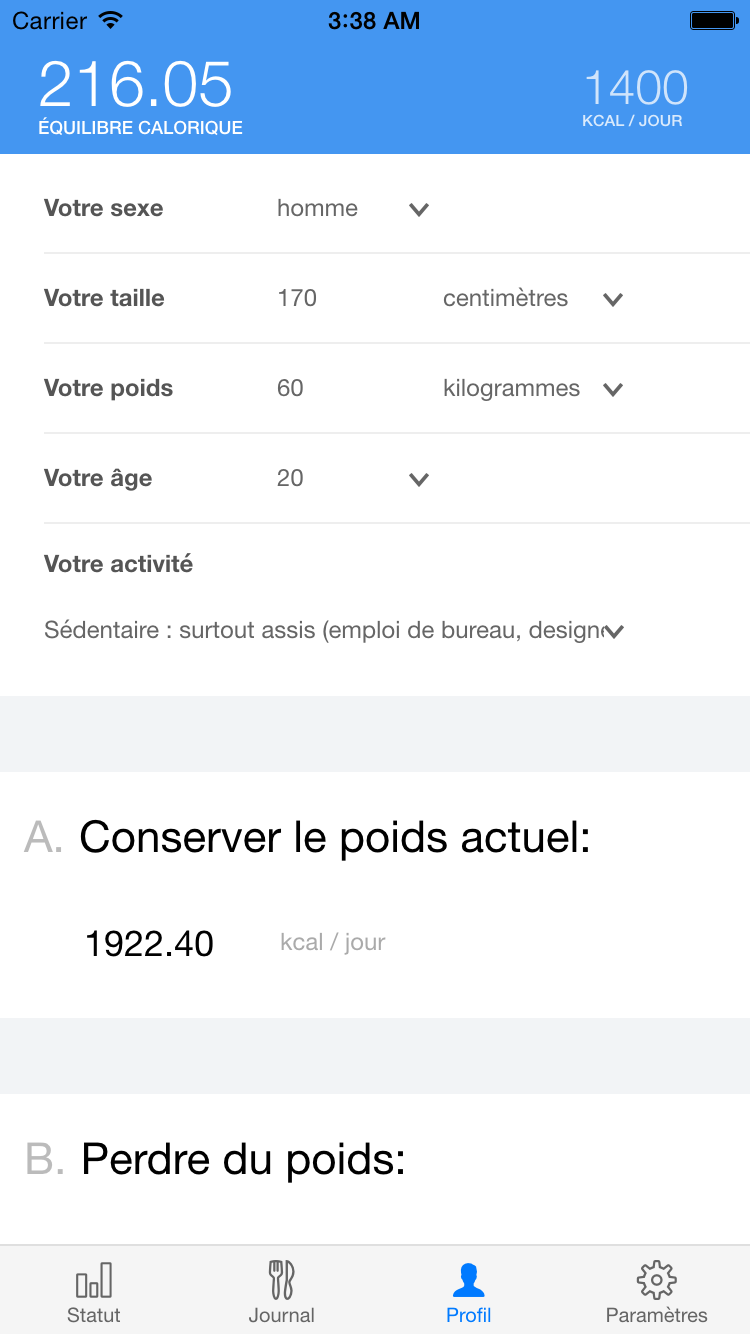 Carrier 3:38 AM
216.05 1400
ÉQUILIBRE CALORIQUE KCAL / JOUR
Votre sexe homme
Votre taille 170 centimètres
Votre poids 60 kilogrammes
Votre âge 20
Votre activité
Sédentaire : surtout assis (emploi de bureau, design
A. Conserver le poids actuel:
1922.40 kcal / jour
B. Perdre du poids:
Statut Journal Profil Paramètres